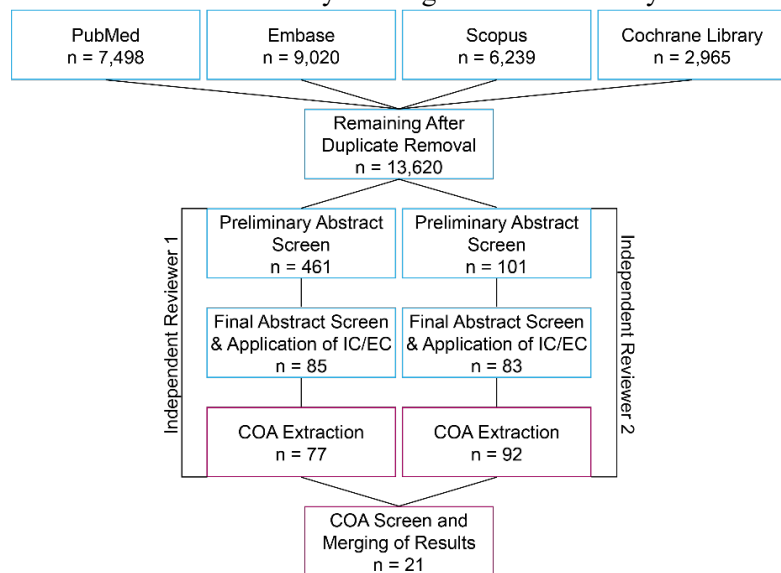 PubMed
n = 7,498
Embase
n = 9,020
Scopus
n = 6,239
Cochrane Library
n = 2,965
Remaining After
Duplicate Removal
n = 13,620
Independent Reviewer 1
Preliminary Abstract
Screen
n = 461
Preliminary Abstract
Screen
n = 101
Independent Reviewer 2
Final Abstract Screen
& Application of IC/EC
n = 85
Final Abstract Screen
& Application of IC/EC
n = 83
COA Extraction
n = 77
COA Extraction
n = 92
COA Screen and
Merging of Results
n = 21